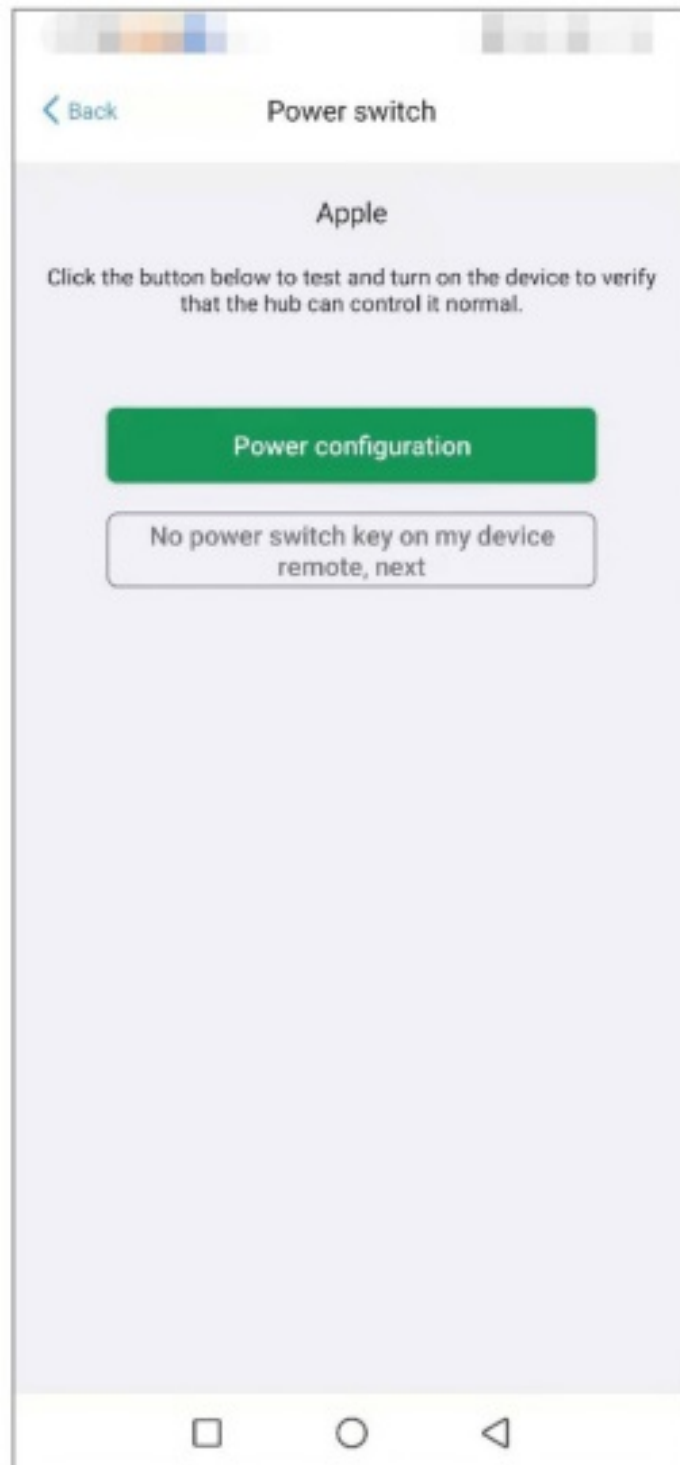 Back
Power switch
Apple
Click the button below to test and turn on the device to verify
that the hub can control it normal.
Power configuration
No power switch key on my device
remote, next